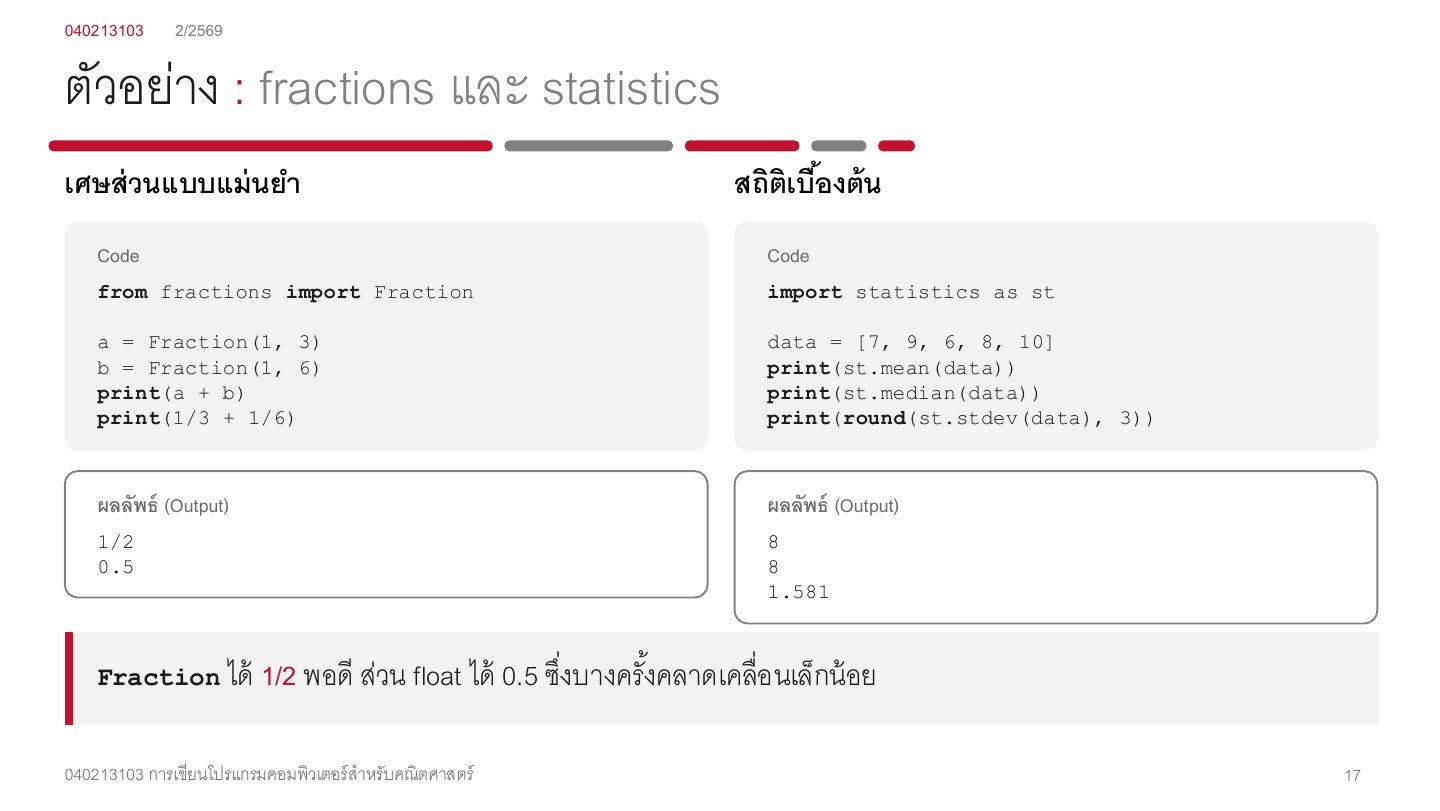 040213103 2/2569
ตัวอย่าง : fractions และ statistics
เศษส่วนแบบแม่นยำ
Code
from fractions import Fraction
a = Fraction(1, 3)
b = Fraction(1, 6)
print(a + b)
print(1/3 + 1/6)
ผลลัพธ์ (Output)
1/2
0.5
สถิติเบื้องต้น
Code
import statistics as st
data = [7, 9, 6, 8, 10]
print(st.mean(data))
print(st.median(data))
print(round(st.stdev(data), 3))
ผลลัพธ์ (Output)
8
8
1.581
Fraction ได้ 1/2 พอดี ส่วน float ได้ 0.5 ซึ่งบางครั้งคลาดเคลื่อนเล็กน้อย
040213103 การเขียนโปรแกรมคอมพิวเตอร์สำหรับคณิตศาสตร์ 17